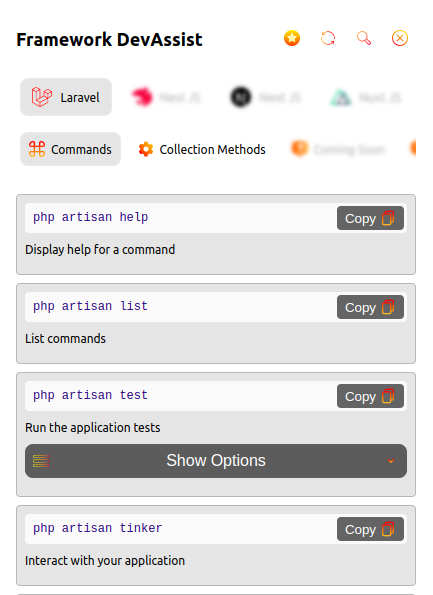 Framework DevAssist
Laravel Nest JS Next JS Nuxt JS
Commands Collection Methods Coming Soon
php artisan help Copy
Display help for a command
php artisan list Copy
List commands
php artisan test Copy
Run the application tests
Show Options
php artisan tinker Copy
Interact with your application